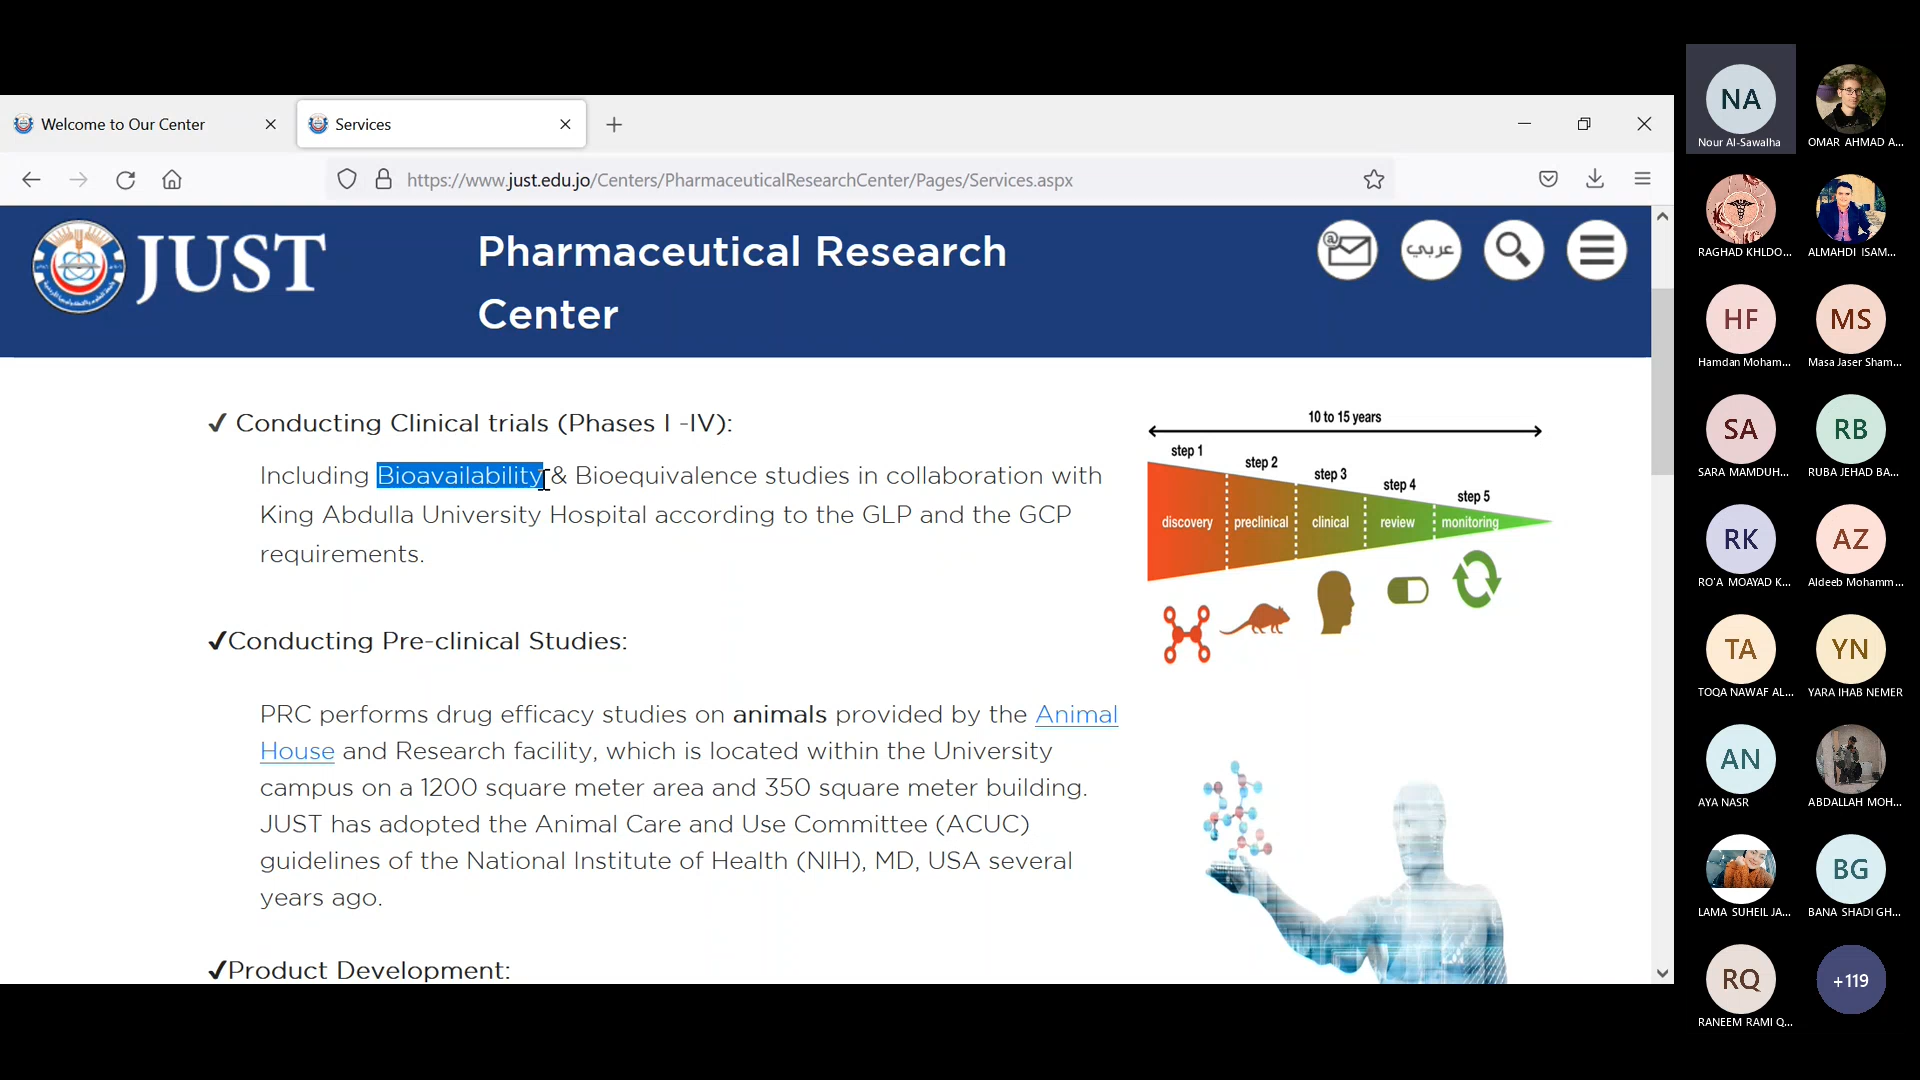 Welcome to Our Center
Services
https://www.just.edu.jo/Centers/PharmaceuticalResearchCenter/Pages/Services.aspx
JUST
Pharmaceutical Research
Center
@
عربي
✓ Conducting Clinical trials (Phases I -IV):
Including Bioavailability & Bioequivalence studies in collaboration with
King Abdulla University Hospital according to the GLP and the GCP
requirements.
10 to 15 years
step 1
step 2
step 3
step 4
step 5
discovery
preclinical
clinical
review
monitoring
✓Conducting Pre-clinical Studies:
PRC performs drug efficacy studies on animals provided by the Animal
House and Research facility, which is located within the University
campus on a 1200 square meter area and 350 square meter building.
JUST has adopted the Animal Care and Use Committee (ACUC)
guidelines of the National Institute of Health (NIH), MD, USA several
years ago.
✓Product Development:
NA
Nour Al-Sawalha
OMAR AHMAD A...
RAGHAD KHLDO...
ALMAHDI ISAM...
HF
Hamdan Moham...
MS
Masa Jaser Sham...
SA
SARA MAMDUH...
RB
RUBA JEHAD BA...
RK
RO'A MOAYAD K...
AZ
Aldeeb Mohamm...
TA
TOQA NAWAF AL...
YN
YARA IHAB NEMER
AN
AYA NASR
ABDALLAH MOH...
LAMA SUHEIL JA...
BG
BANA SHADI GH...
RQ
RANEEM RAMI Q...
+119